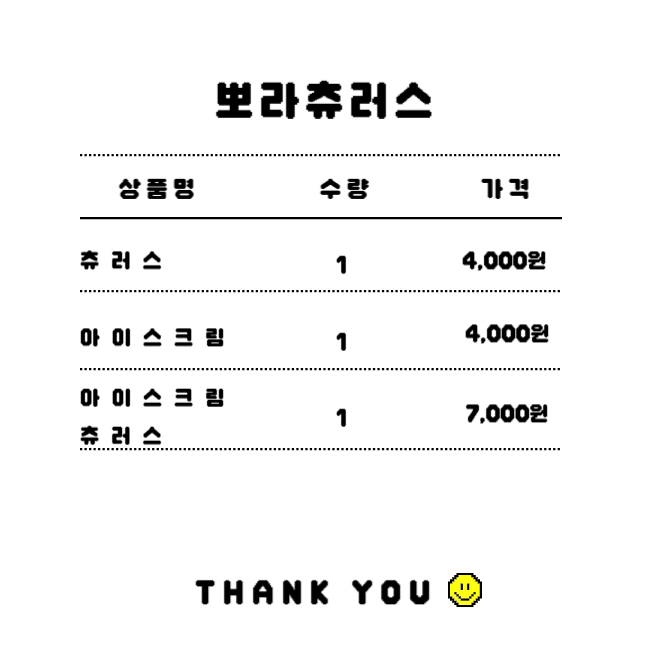 뽀라츄러스
상품명 수량 가격
츄러스 1 4,000원
아이스크림 1 4,000원
아이스크림
츄러스 1 7,000원
THANK YOU